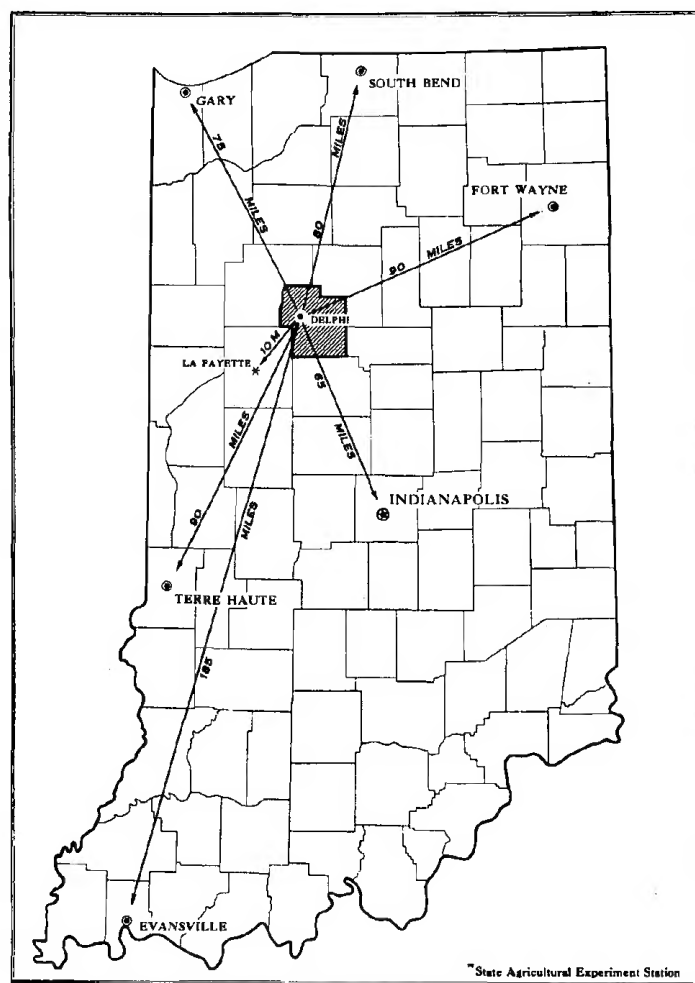 SOUTH BEND
GARY
75 MILES
80 MILES
FORT WAYNE
90 MILES
DELPHI
10 M
LA FAYETTE
*
65 MILES
90 MILES
185 MILES
INDIANAPOLIS
TERRE HAUTE
EVANSVILLE
*State Agricultural Experiment Station